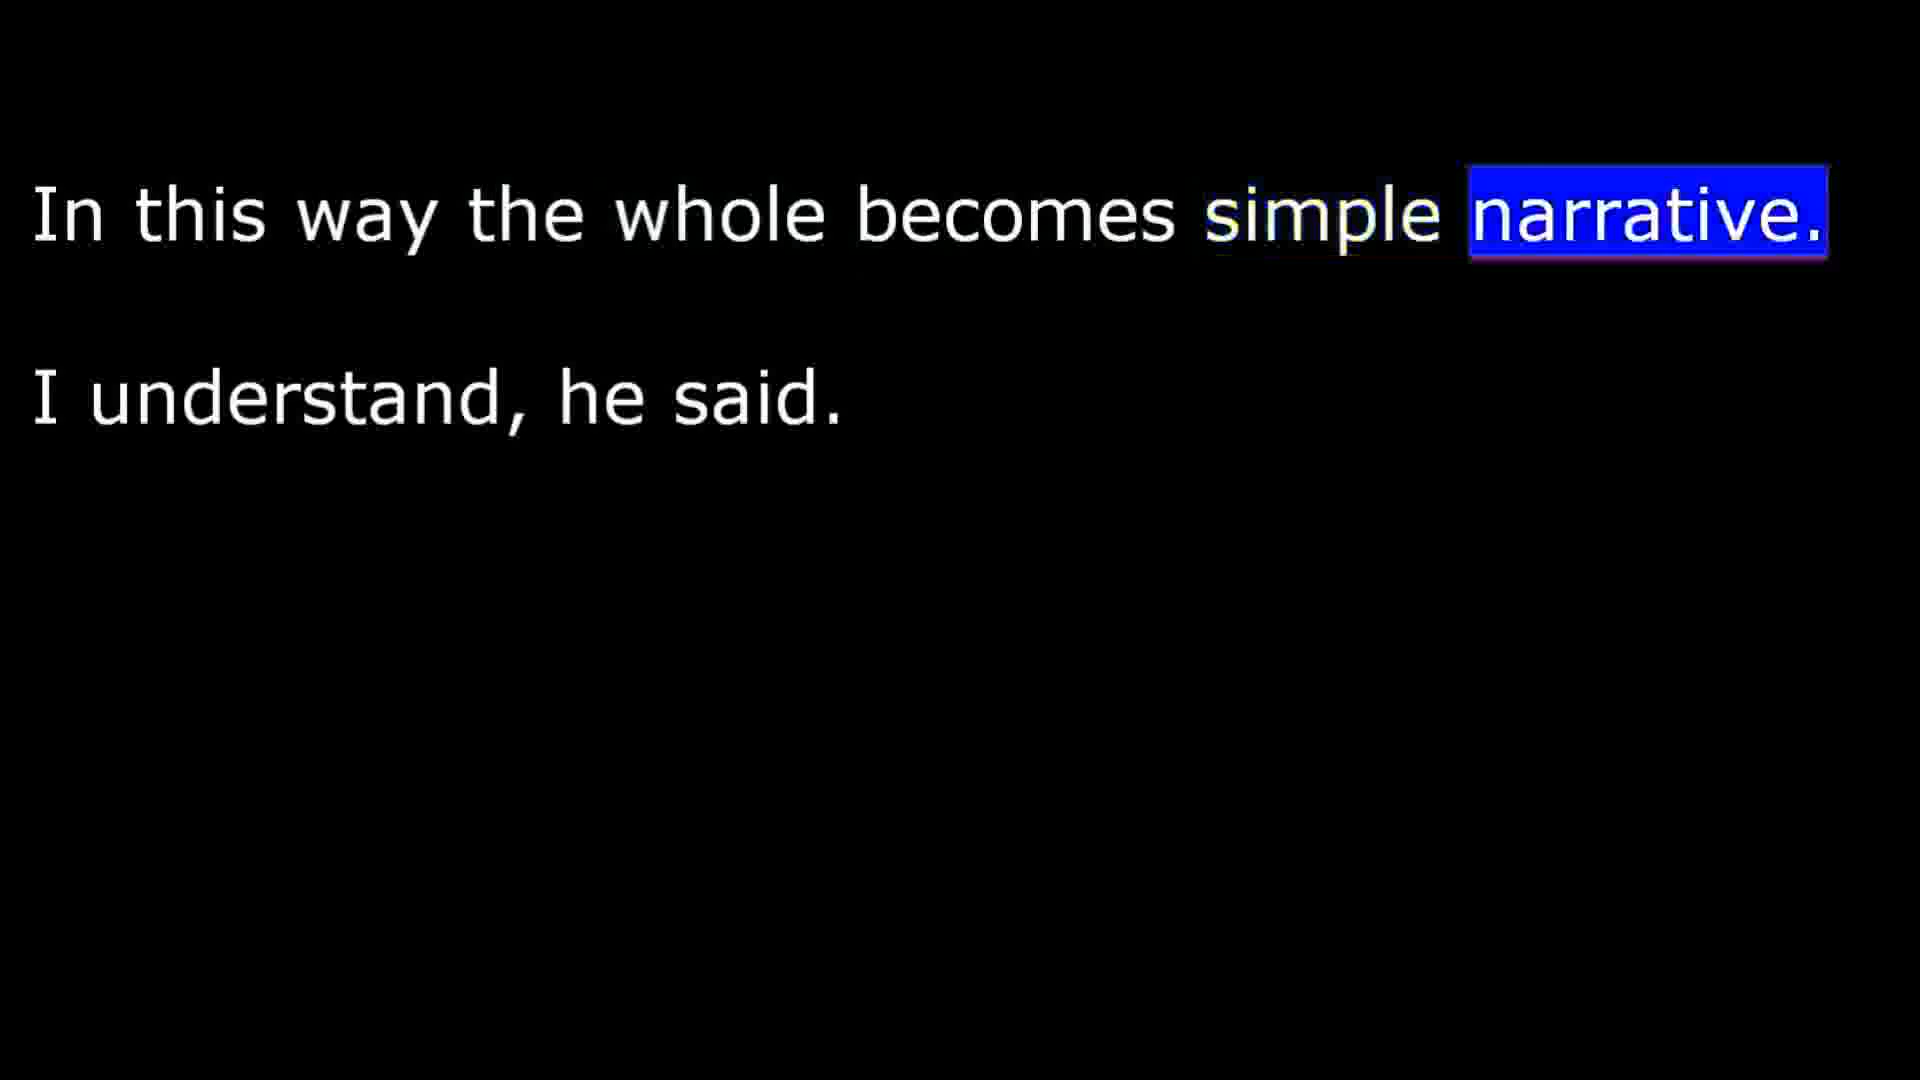 In this way the whole becomes simple narrative.
I understand, he said.